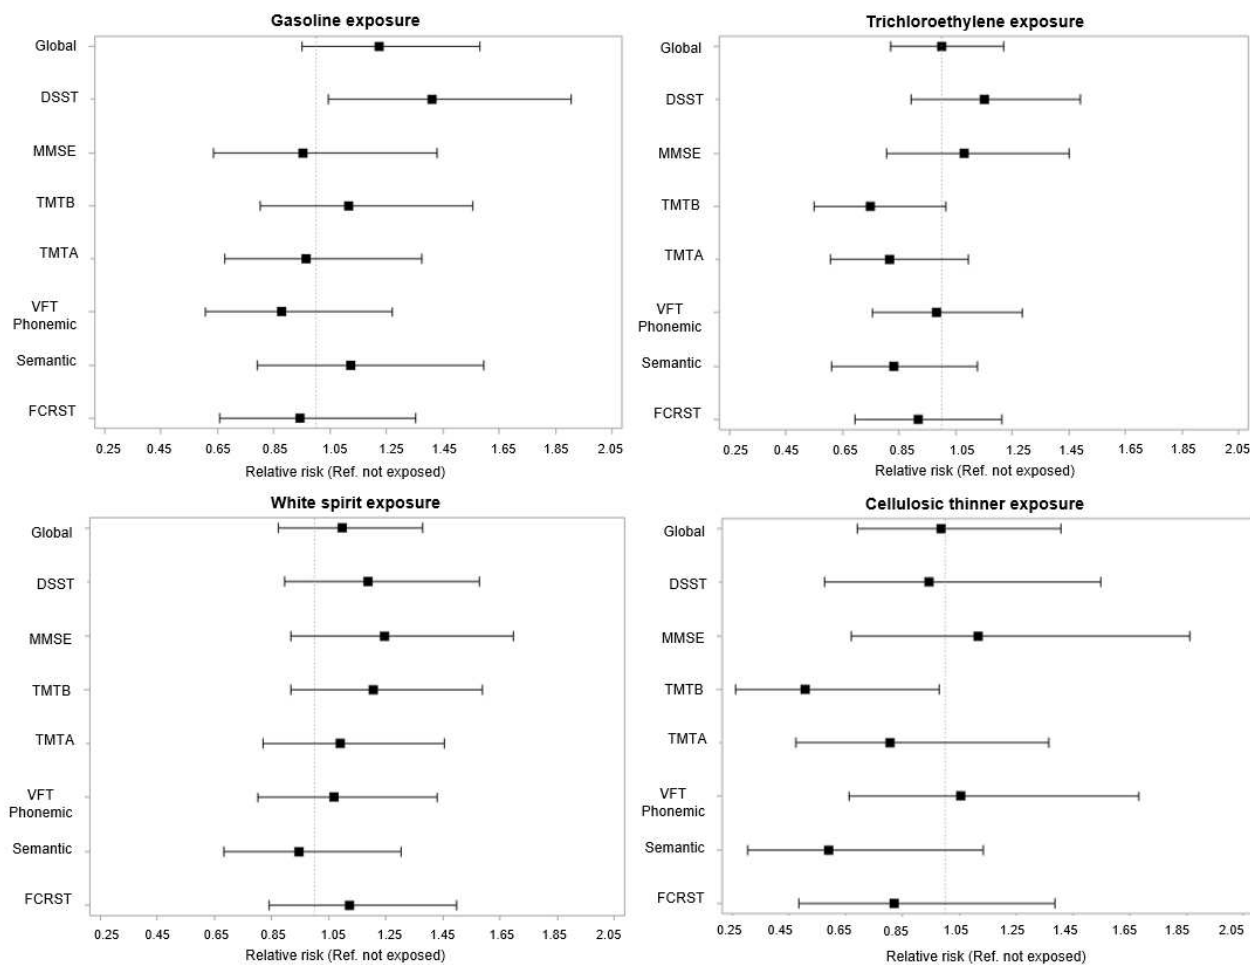 Gasoline exposure
Global
DSST
MMSE
TMTB
TMTA
VFT
Phonemic
Semantic
FCRST
0.25 0.45 0.65 0.85 1.05 1.25 1.45 1.65 1.85 2.05
Relative risk (Ref. not exposed)
Trichloroethylene exposure
Global
DSST
MMSE
TMTB
TMTA
VFT
Phonemic
Semantic
FCRST
0.25 0.45 0.65 0.85 1.05 1.25 1.45 1.65 1.85 2.05
Relative risk (Ref. not exposed)
White spirit exposure
Global
DSST
MMSE
TMTB
TMTA
VFT
Phonemic
Semantic
FCRST
0.25 0.45 0.65 0.85 1.05 1.25 1.45 1.65 1.85 2.05
Relative risk (Ref. not exposed)
Cellulosic thinner exposure
Global
DSST
MMSE
TMTB
TMTA
VFT
Phonemic
Semantic
FCRST
0.25 0.45 0.65 0.85 1.05 1.25 1.45 1.65 1.85 2.05
Relative risk (Ref. not exposed)